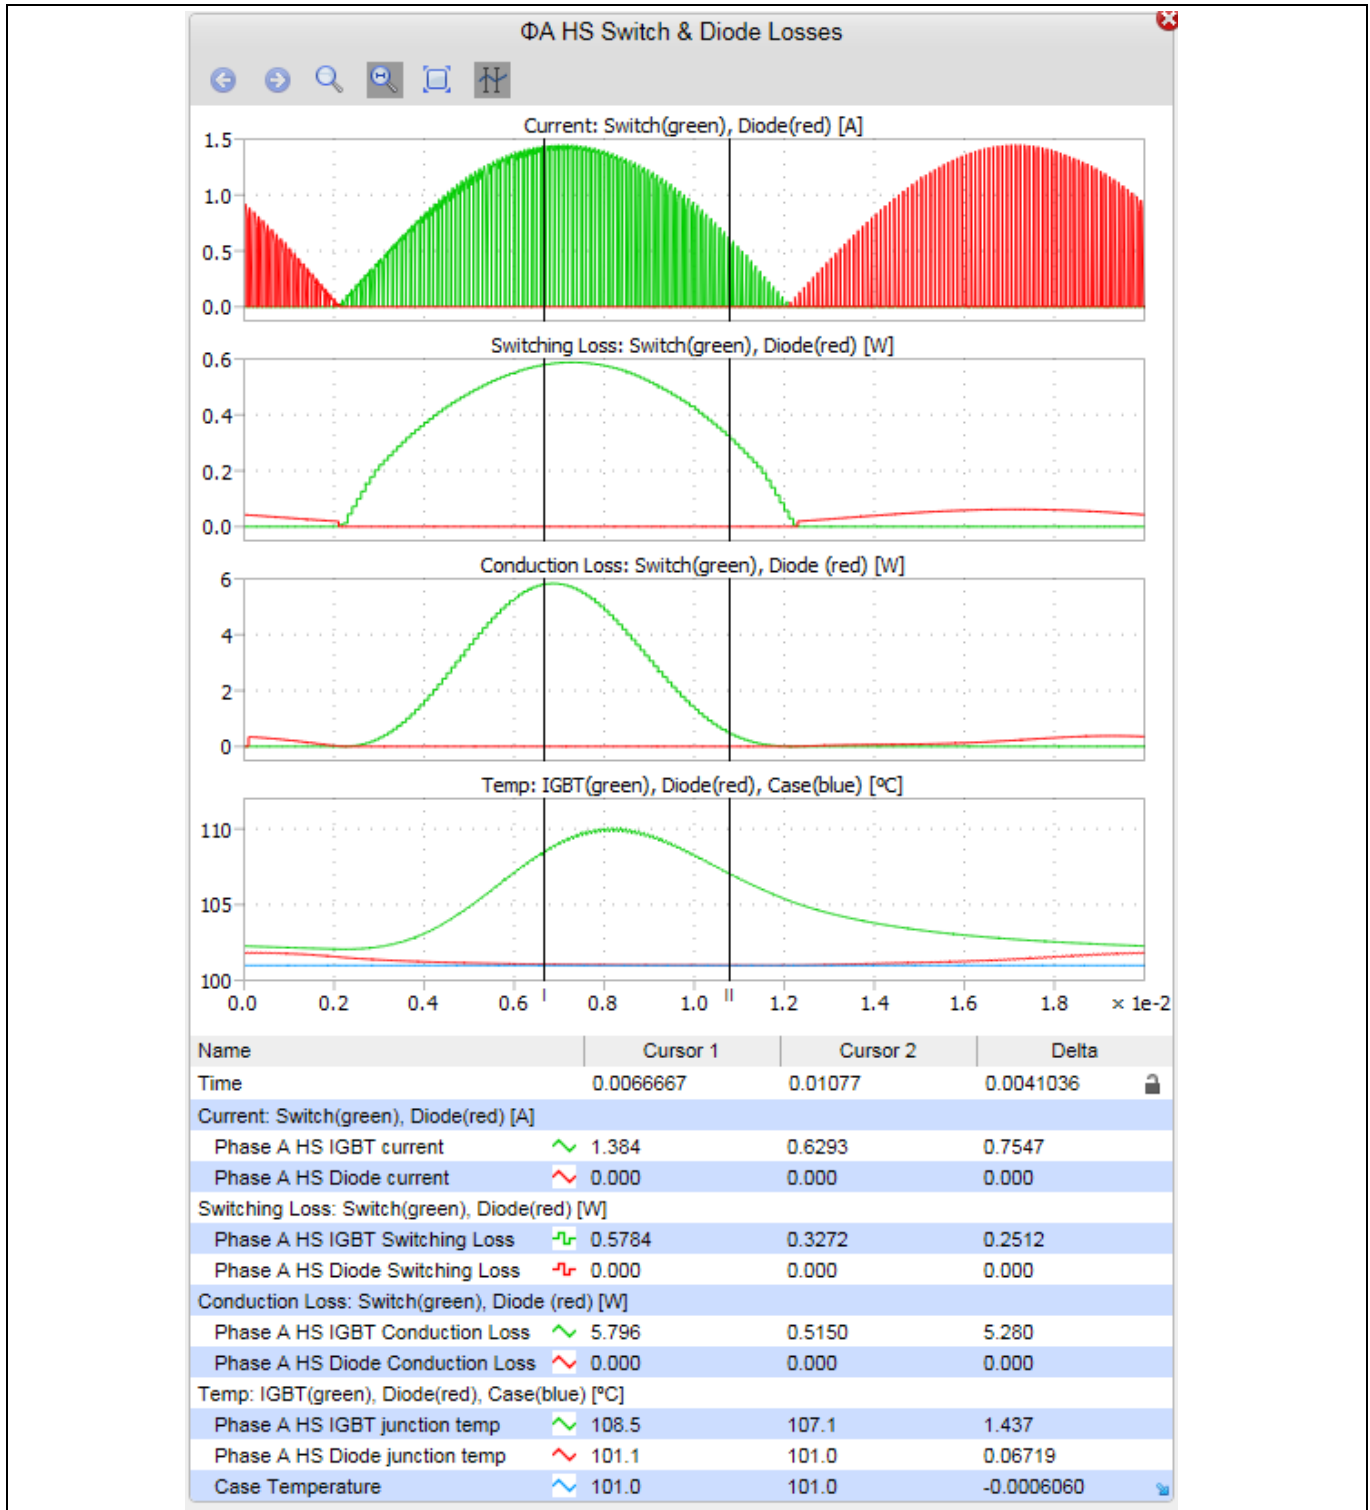 ΦA HS Switch & Diode Losses
Current: Switch(green), Diode(red) [A]
1.5
1.0
0.5
0.0
Switching Loss: Switch(green), Diode(red) [W]
0.6
0.4
0.2
0.0
Conduction Loss: Switch(green), Diode (red) [W]
6
4
2
0
Temp: IGBT(green), Diode(red), Case(blue) [ºC]
110
105
100
0.0 0.2 0.4 0.6 I 0.8 1.0 II 1.2 1.4 1.6 1.8 × 1e-2
Name Cursor 1 Cursor 2 Delta
Time 0.0066667 0.01077 0.0041036
Current: Switch(green), Diode(red) [A]
Phase A HS IGBT current 1.384 0.6293 0.7547
Phase A HS Diode current 0.000 0.000 0.000
Switching Loss: Switch(green), Diode(red) [W]
Phase A HS IGBT Switching Loss 0.5784 0.3272 0.2512
Phase A HS Diode Switching Loss 0.000 0.000 0.000
Conduction Loss: Switch(green), Diode (red) [W]
Phase A HS IGBT Conduction Loss 5.796 0.5150 5.280
Phase A HS Diode Conduction Loss 0.000 0.000 0.000
Temp: IGBT(green), Diode(red), Case(blue) [ºC]
Phase A HS IGBT junction temp 108.5 107.1 1.437
Phase A HS Diode junction temp 101.1 101.0 0.06719
Case Temperature 101.0 101.0 -0.0006060